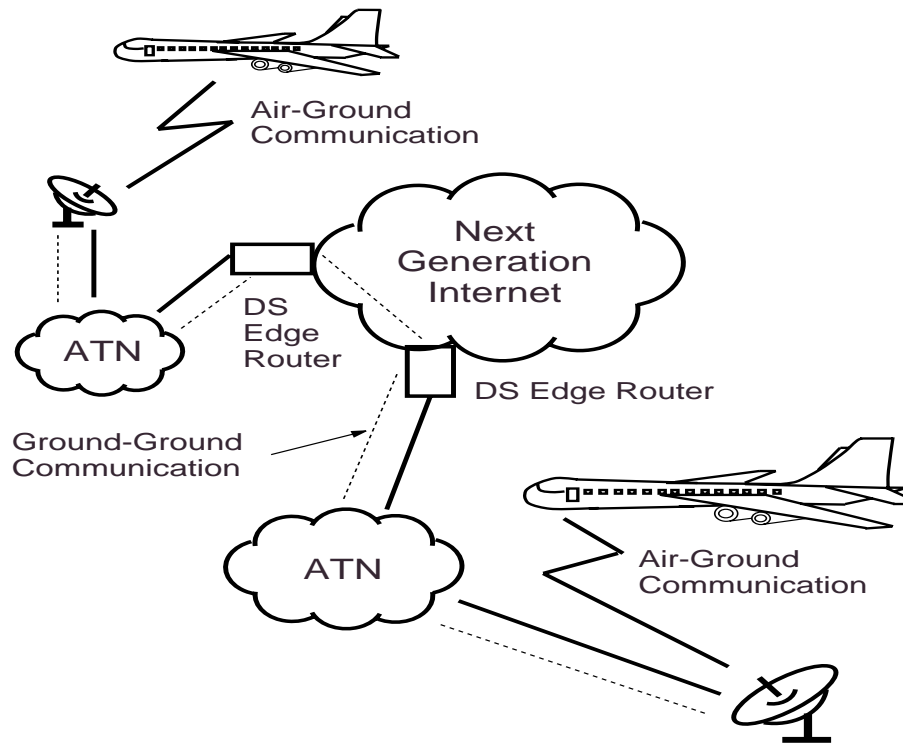 Air-Ground
Communication
Next
Generation
Internet
DS
Edge
Router
ATN
DS Edge Router
Ground-Ground
Communication
ATN
Air-Ground
Communication